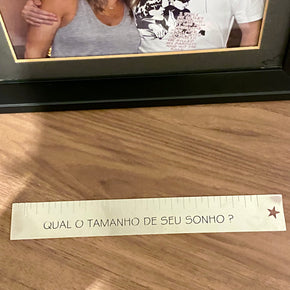 QUAL O TAMANHO DE SEU SONHO ?